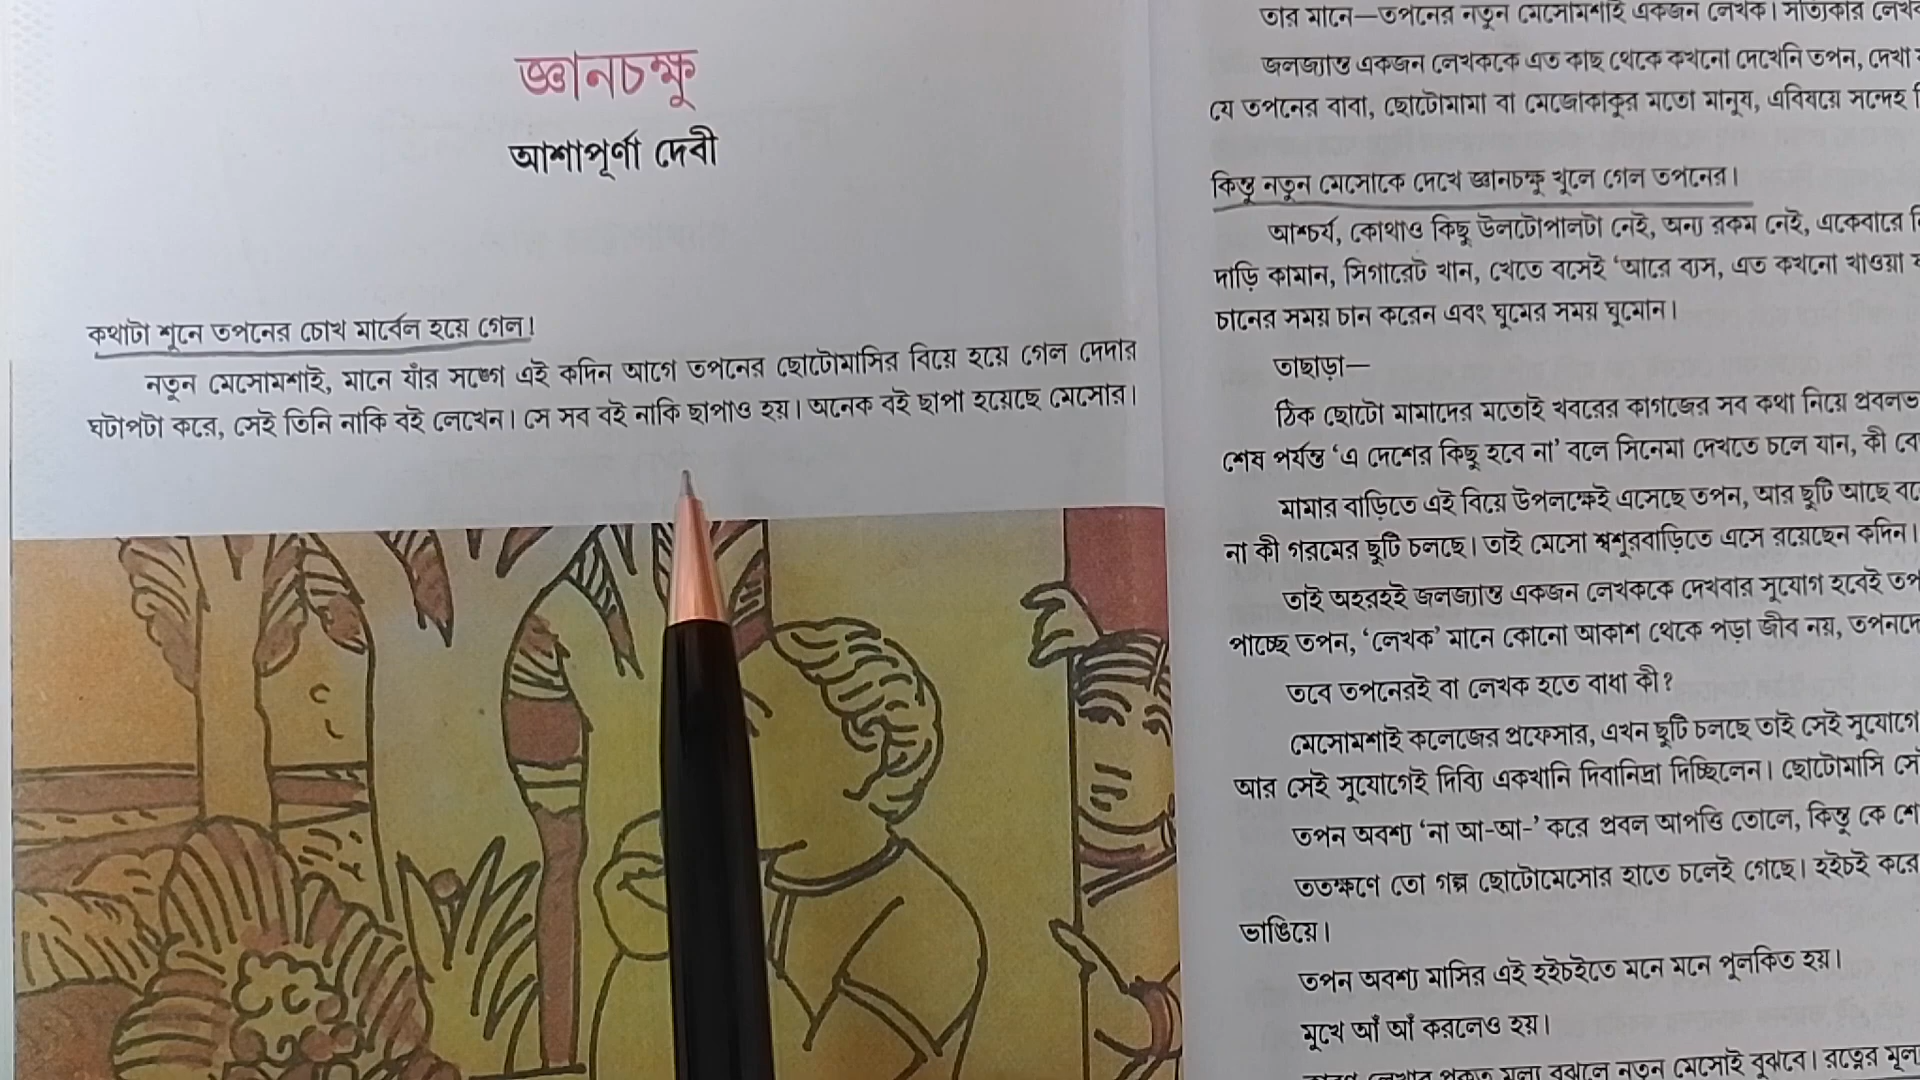 জ্ঞানচক্ষু
আশাপূর্ণা দেবী
কথাটা শুনে তপনের চোখ মার্বেল হয়ে গেল!
নতুন মেসোমশাই, মানে যাঁর সঙ্গে এই কদিন আগে তপনের ছোটোমাসির বিয়ে হয়ে গেল দেদার
ঘটাপটা করে, সেই তিনি নাকি বই লেখেন। সে সব বই নাকি ছাপাও হয়। অনেক বই ছাপা হয়েছে মেসোর।
তার মানে—তপনের নতুন মেসোমশাই একজন লেখক। সত্যিকার
জলজ্যান্ত একজন লেখককে এত কাছ থেকে কখনো দেখেনি তপন, দেখা
যে তপনের বাবা, ছোটোমামা বা মেজোকাকুর মতো মানুষ, এবিষয়ে সন্দেহ
কিন্তু নতুন মেসোকে দেখে জ্ঞানচক্ষু খুলে গেল তপনের।
আশ্চর্য, কোথাও কিছু উলটোপালটা নেই, অন্য রকম নেই, একেবারে
দাড়ি কামান, সিগারেট খান, খেতে বসেই ‘আরে ব্যস, এত কখনো খাওয়া
চানের সময় চান করেন এবং ঘুমের সময় ঘুমোন।
তাছাড়া—
ঠিক ছোটো মামাদের মতোই খবরের কাগজের সব কথা নিয়ে
শেষ পর্যন্ত ‘এ দেশের কিছু হবে না’ বলে সিনেমা দেখতে চলে যান, কী
মামার বাড়িতে এই বিয়ে উপলক্ষেই এসেছে তপন, আর ছুটি আছে
না কী গরমের ছুটি চলছে। তাই মেসো শ্বশুরবাড়িতে এসে রয়েছেন কদিন।
তাই অহরহই জলজ্যান্ত একজন লেখককে দেখবার সুযোগ হবেই
পাচ্ছে তপন, ‘লেখক’ মানে কোনো আকাশ থেকে পড়া জীব নয়,
তবে তপনেরই বা লেখক হতে বাধা কী?
মেসোমশাই কলেজের প্রফেসার, এখন ছুটি চলছে তাই সেই সুযোগে
আর সেই সুযোগেই দিব্যি একখানি দিবানিদ্রা দিচ্ছিলেন। ছোটোমাসি
তপন অবশ্য ‘না আ-আ-’ করে প্রবল আপত্তি তোলে, কিন্তু কে
ততক্ষণে তো গল্প ছোটোমেসোর হাতে চলেই গেছে। হইচই করে
ভাঙিয়ে।
তপন অবশ্য মাসির এই হইচইতে মনে মনে পুলকিত হয়।
মুখে আঁ আঁ করলেও হয়।
কারণ লেখার প্রকৃত মূল্য বুঝলে নতুন মেসোই বুঝবে। রত্নের